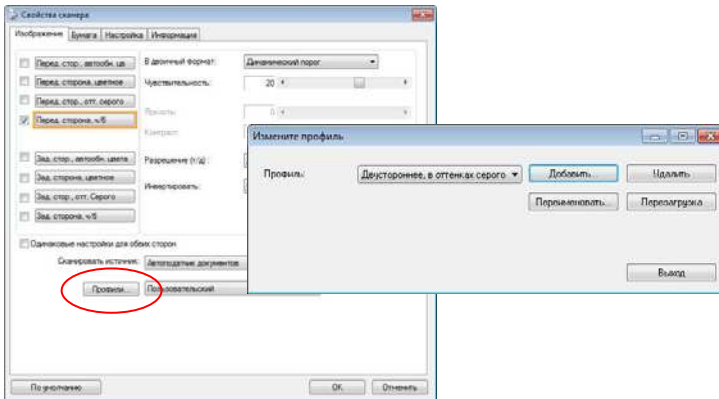 Свойства сканера
Изображение Бумага Настройка Информация
Перед. стор., автообн. цв
Перед. сторона, цветное
Перед. стор., отт. серого
Перед. сторона, ч/б
Зад. стор., автообн. цвета
Зад. сторона, цветное
Зад. стор., отт. Серого
Зад. сторона, ч/б
В двоичный формат: Динамический порог
Чувствительность: 20
Яркость: 0
Контраст:
Разрешение (т/д) :
Инвертировать:
Одинаковые настройки для обеих сторон
Сканировать источник: Автоподатчик документов
Профили... Пользовательский
По умолчанию OK Отменить
Измените профиль
Профиль: Двустороннее, в оттенках серого Добавить... Удалить
Переименовать... Перезагрузка
Выход